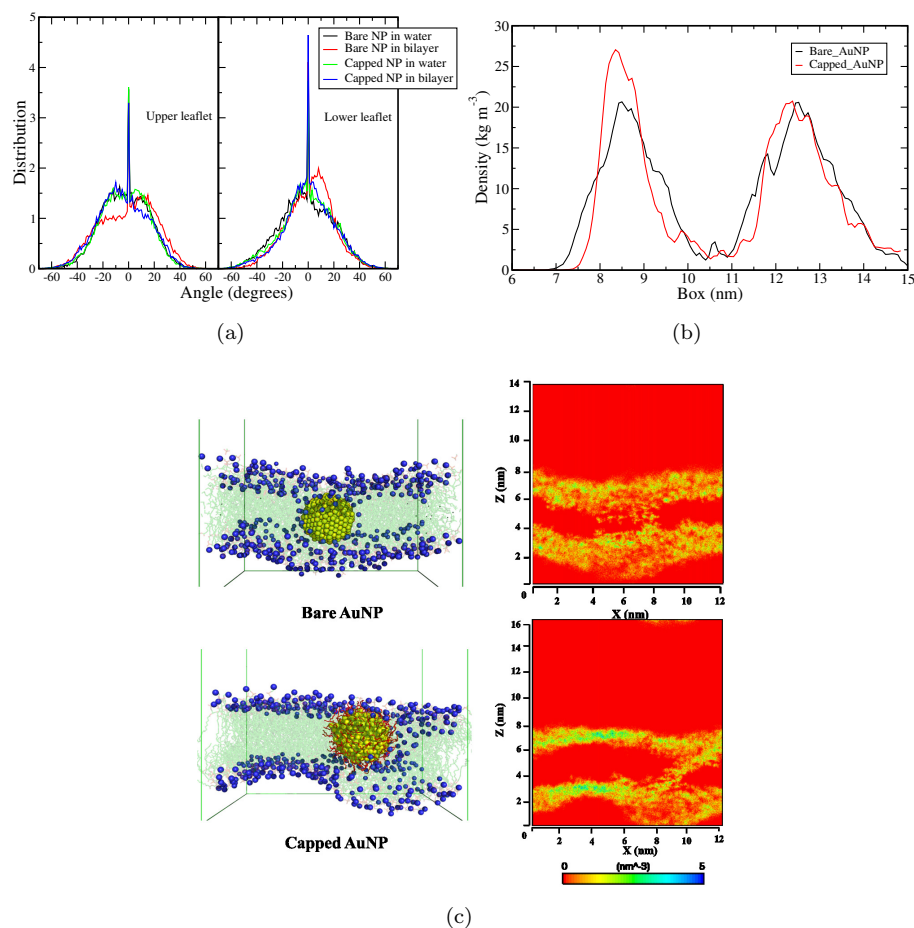 5
4
3
2
1
0
Distribution
Upper leaflet
Lower leaflet
Bare NP in water
Bare NP in bilayer
Capped NP in water
Capped NP in bilayer
-60 -40 -20 0 20 40 60
-60 -40 -20 0 20 40 60
Angle (degrees)
(a)
30
25
20
15
10
5
0
Density (kg m⁻³)
Bare_AuNP
Capped_AuNP
6 7 8 9 10 11 12 13 14 15
Box (nm)
(b)
Bare AuNP
14
12
10
8
6
4
2
0
Z (nm)
2 4 6 8 10 12
X (nm)
Capped AuNP
16
14
12
10
8
6
4
2
0
Z (nm)
2 4 6 8 10 12
X (nm)
0 (nm^-3) 5
(c)